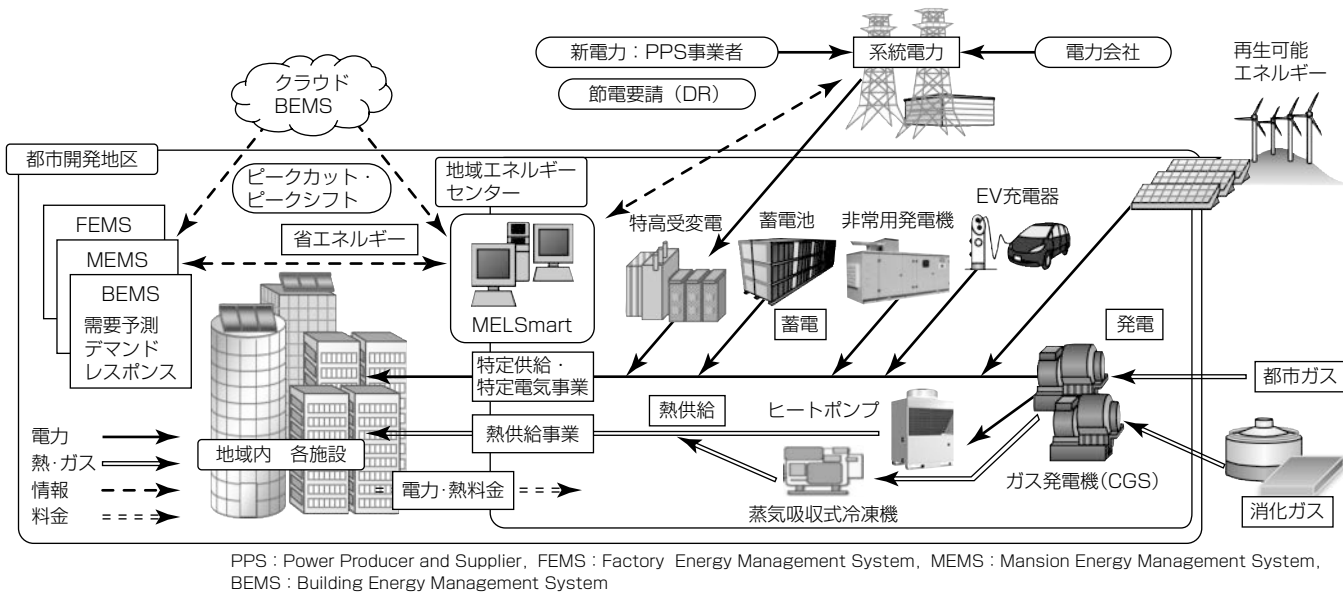 新電力：PPS事業者
系統電力
電力会社
再生可能
エネルギー
節電要請（DR）
クラウド
BEMS
都市開発地区
ピークカット・
ピークシフト
地域エネルギー
センター
FEMS
MEMS
BEMS
需要予測
デマンド
レスポンス
省エネルギー
MELSmart
特高受変電
蓄電池
非常用発電機
EV充電器
蓄電
発電
特定供給・
特定電気事業
都市ガス
熱供給
ヒートポンプ
熱供給事業
ガス発電機（CGS）
蒸気吸収式冷凍機
消化ガス
地域内　各施設
電力・熱料金
電力
熱・ガス
情報
料金
PPS：Power Producer and Supplier，FEMS：Factory Energy Management System，MEMS：Mansion Energy Management System，
BEMS：Building Energy Management System